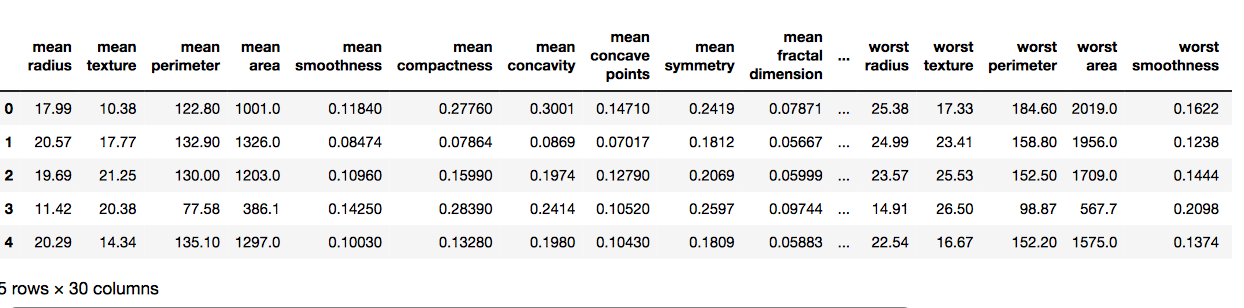 mean radius mean texture mean perimeter mean area mean smoothness mean compactness mean concavity mean concave points mean symmetry mean fractal dimension ... worst radius worst texture worst perimeter worst area worst smoothness
0 17.99 10.38 122.80 1001.0 0.11840 0.27760 0.3001 0.14710 0.2419 0.07871 ... 25.38 17.33 184.60 2019.0 0.1622
1 20.57 17.77 132.90 1326.0 0.08474 0.07864 0.0869 0.07017 0.1812 0.05667 ... 24.99 23.41 158.80 1956.0 0.1238
2 19.69 21.25 130.00 1203.0 0.10960 0.15990 0.1974 0.12790 0.2069 0.05999 ... 23.57 25.53 152.50 1709.0 0.1444
3 11.42 20.38 77.58 386.1 0.14250 0.28390 0.2414 0.10520 0.2597 0.09744 ... 14.91 26.50 98.87 567.7 0.2098
4 20.29 14.34 135.10 1297.0 0.10030 0.13280 0.1980 0.10430 0.1809 0.05883 ... 22.54 16.67 152.20 1575.0 0.1374
5 rows × 30 columns